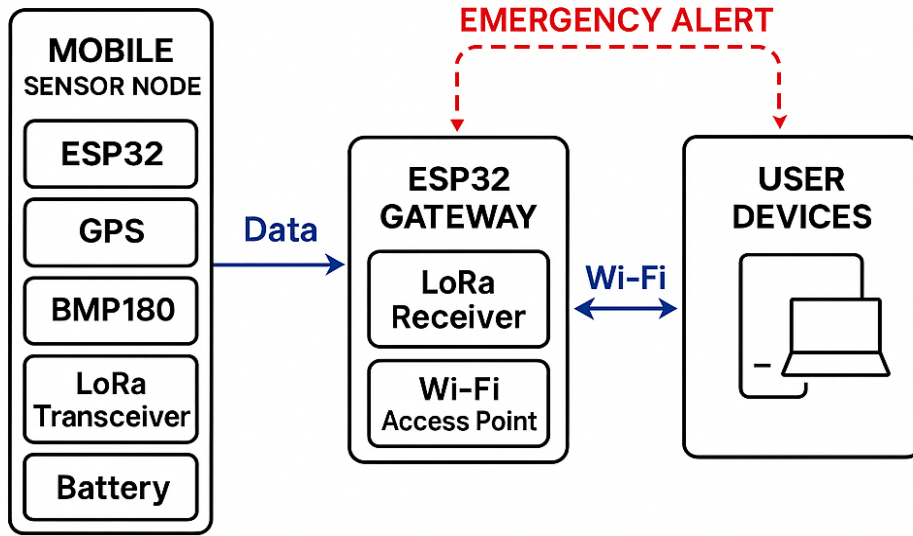 EMERGENCY ALERT
MOBILE
SENSOR NODE
ESP32
GPS
BMP180
LoRa
Transceiver
Battery
Data
ESP32
GATEWAY
LoRa
Receiver
Wi-Fi
Access Point
Wi-Fi
USER
DEVICES